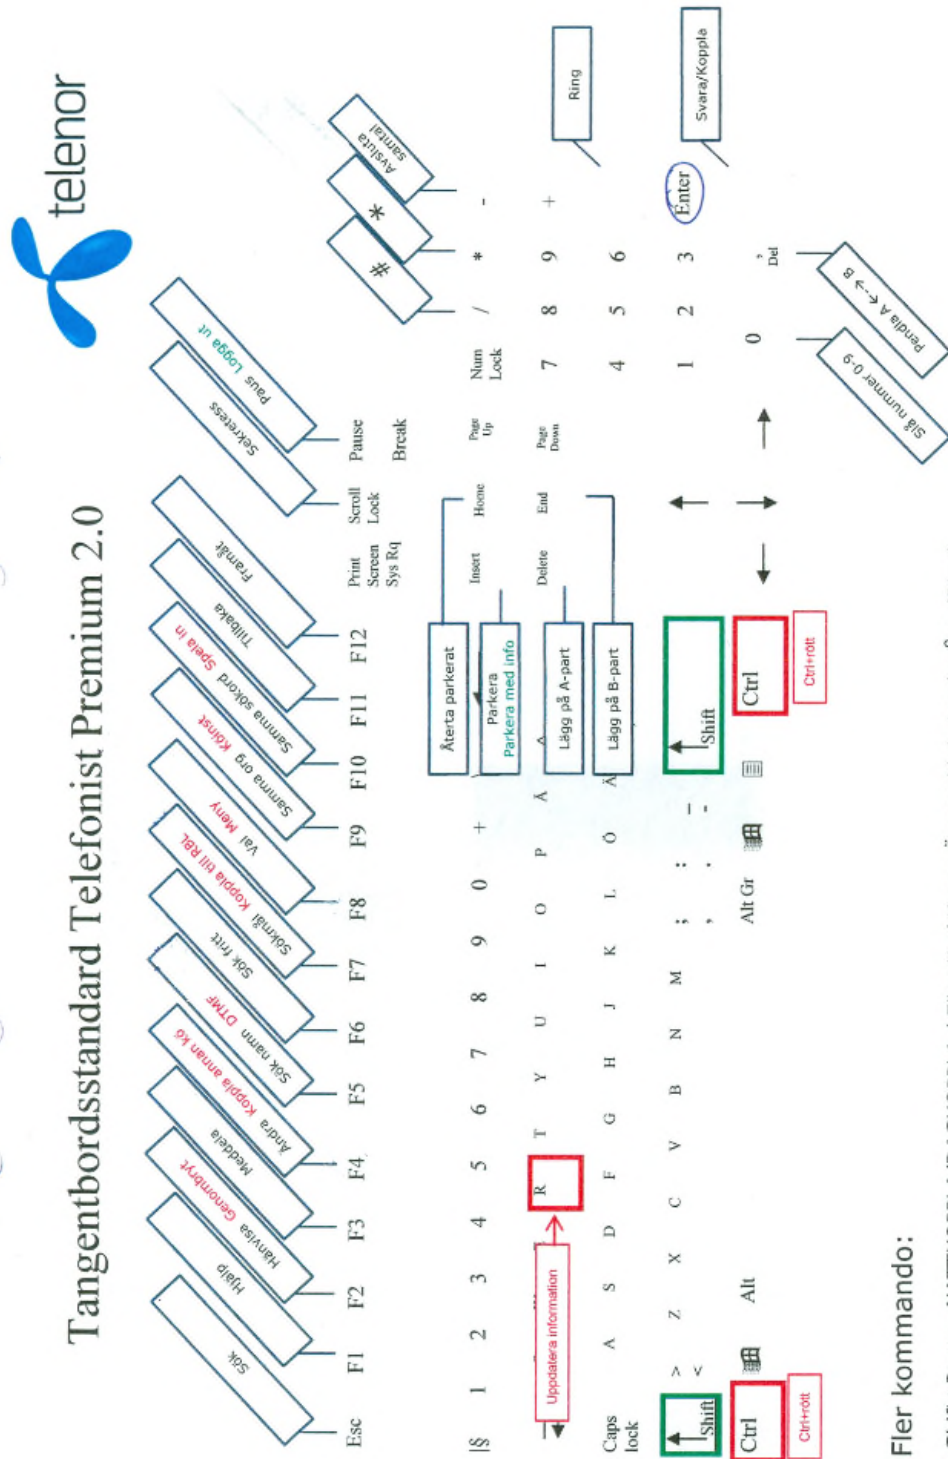 telenor
Tangentbordsstandard Telefonist Premium 2.0
Sök
Hjälp
Hänvisa Genombryt
Meddela
Ändra Koppla annan kö
Sök namn DTMF
Sök fritt
Sökmål Koppla till RBL
Val Meny
Samma org Köinst
Samma sökord Spela in
Tillbaka
Framåt
Sekretess
Paus Logga ut
#
*
Avsluta samtal
Esc F1 F2 F3 F4 F5 F6 F7 F8 F9 F10 F11 F12
Print Screen Sys Rq
Scroll Lock
Pause Break
|§ 1 2 3 4 5 6 7 8 9 0 +
Återta parkerat
Parkera
Parkera med info
Insert Home Page Up
Num Lock / * -
Uppdatera information
R T Y U I O P Å ^
Lägg på A-part
Delete End Page Down
7 8 9 +
Ring
Caps lock
A S D F G H J K L Ö Ä
Lägg på B-part
4 5 6
Shift
> <
Z X C V B N M ; , : . _ -
Shift
1 2 3 Enter
Svara/Koppla
Ctrl
Alt
Alt Gr
Ctrl
0 , Del
Ctrl+rött
Ctrl+rött
Slå nummer 0-9
Pendla A <--> B
Fler kommando: